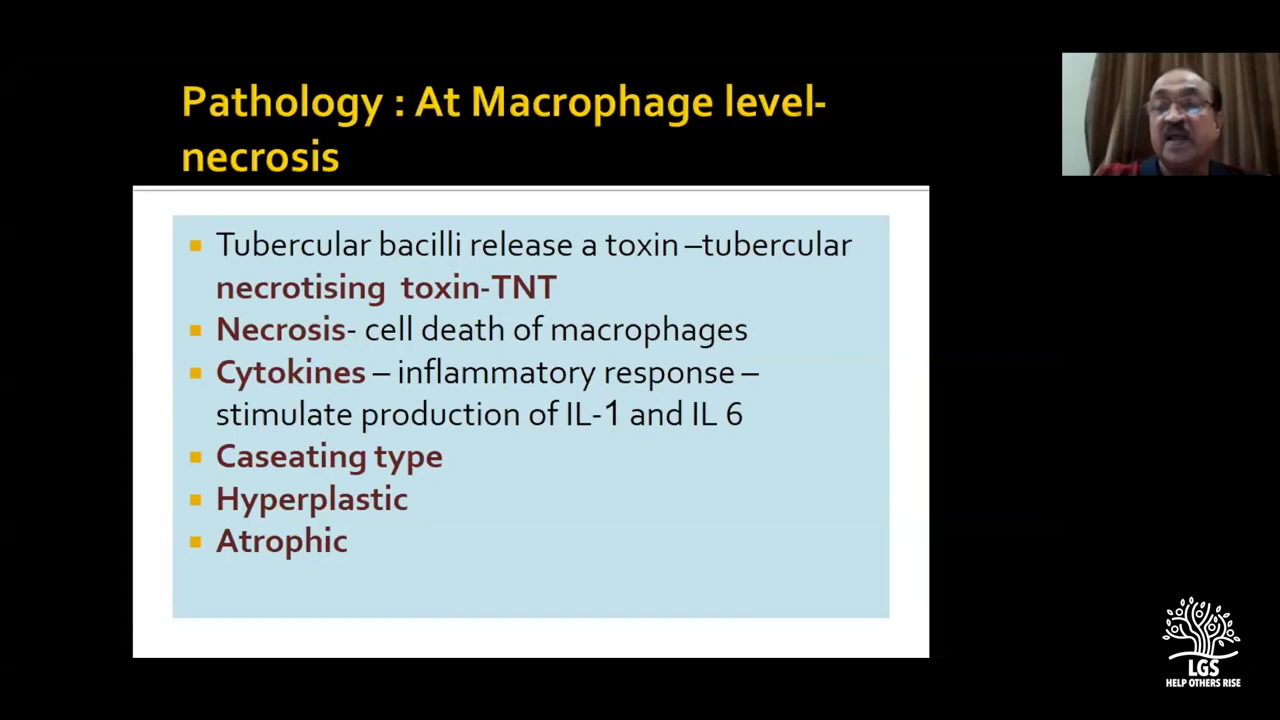 Pathology : At Macrophage level-
necrosis
Tubercular bacilli release a toxin –tubercular
necrotising toxin-TNT
Necrosis- cell death of macrophages
Cytokines – inflammatory response –
stimulate production of IL-1 and IL 6
Caseating type
Hyperplastic
Atrophic
LGS
HELP OTHERS RISE